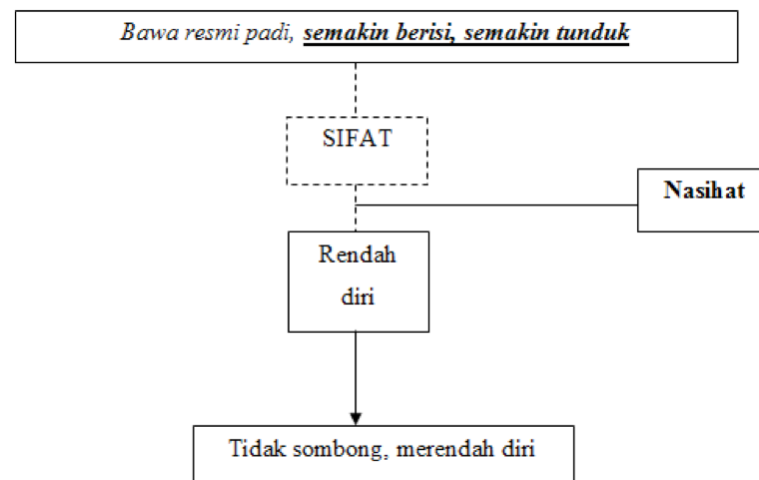 Bawa resmi padi, semakin berisi, semakin tunduk
SIFAT
Nasihat
Rendah
diri
Tidak sombong, merendah diri